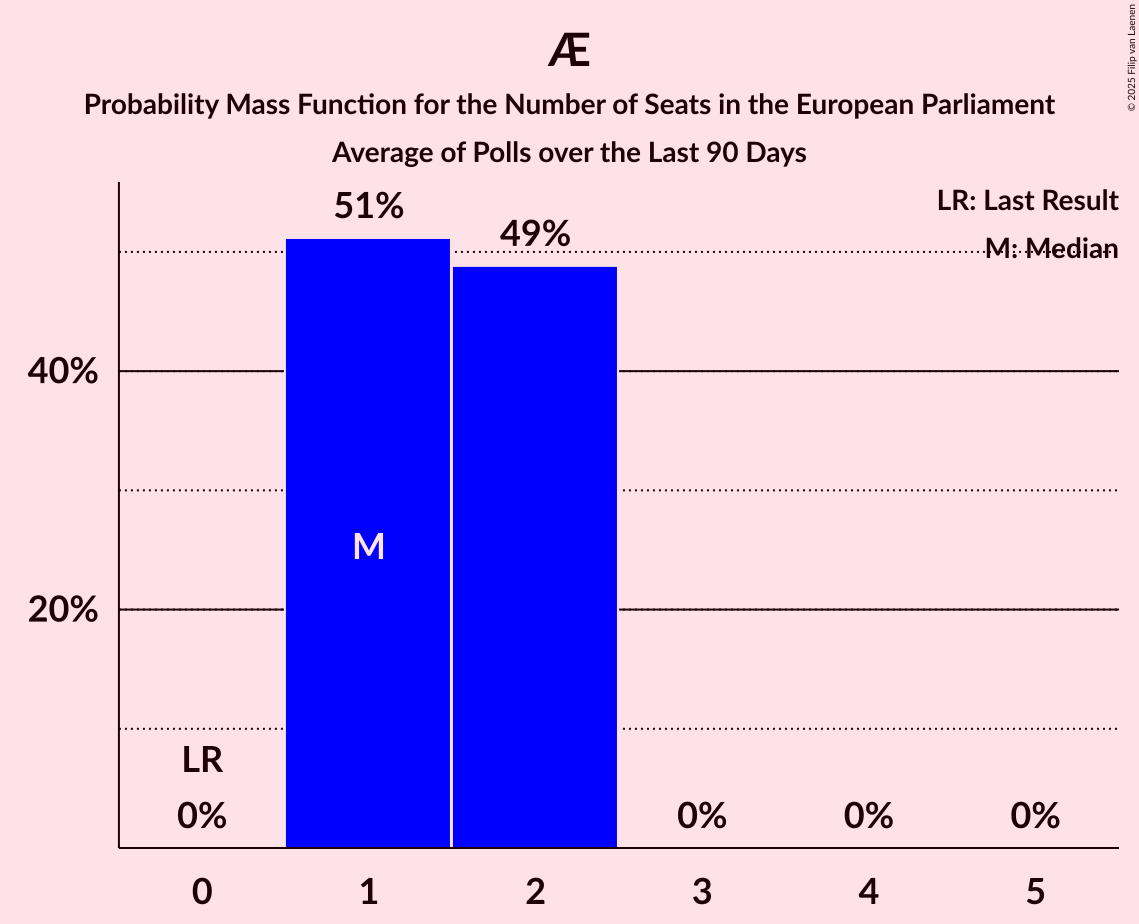 Æ
Probability Mass Function for the Number of Seats in the European Parliament
Average of Polls over the Last 90 Days
© 2025 Filip van Laenen
LR: Last Result
M: Median
51%
49%
40%
20%
M
LR
0%
0%
0%
0%
0
1
2
3
4
5